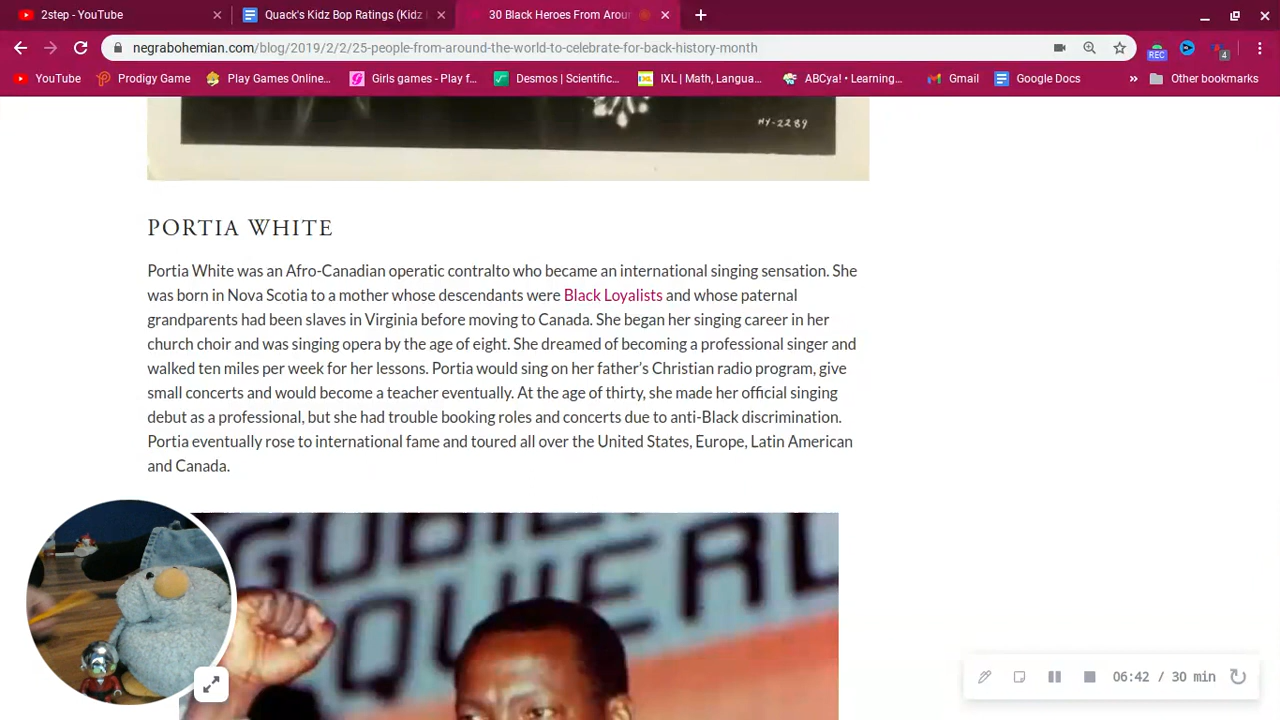 2step - YouTube
Quack's Kidz Bop Ratings (Kidz
30 Black Heroes From Arou
negrabohemian.com/blog/2019/2/2/25-people-from-around-the-world-to-celebrate-for-back-history-month
REC
4
YouTube
Prodigy Game
Play Games Online...
Girls games - Play f...
Desmos | Scientific...
IXL | Math, Langua...
ABCya! • Learning...
Gmail
Google Docs
»
Other bookmarks
NY-2289
PORTIA WHITE
Portia White was an Afro-Canadian operatic contralto who became an international singing sensation. She
was born in Nova Scotia to a mother whose descendants were Black Loyalists and whose paternal
grandparents had been slaves in Virginia before moving to Canada. She began her singing career in her
church choir and was singing opera by the age of eight. She dreamed of becoming a professional singer and
walked ten miles per week for her lessons. Portia would sing on her father's Christian radio program, give
small concerts and would become a teacher eventually. At the age of thirty, she made her official singing
debut as a professional, but she had trouble booking roles and concerts due to anti-Black discrimination.
Portia eventually rose to international fame and toured all over the United States, Europe, Latin American
and Canada.
06:42 / 30 min